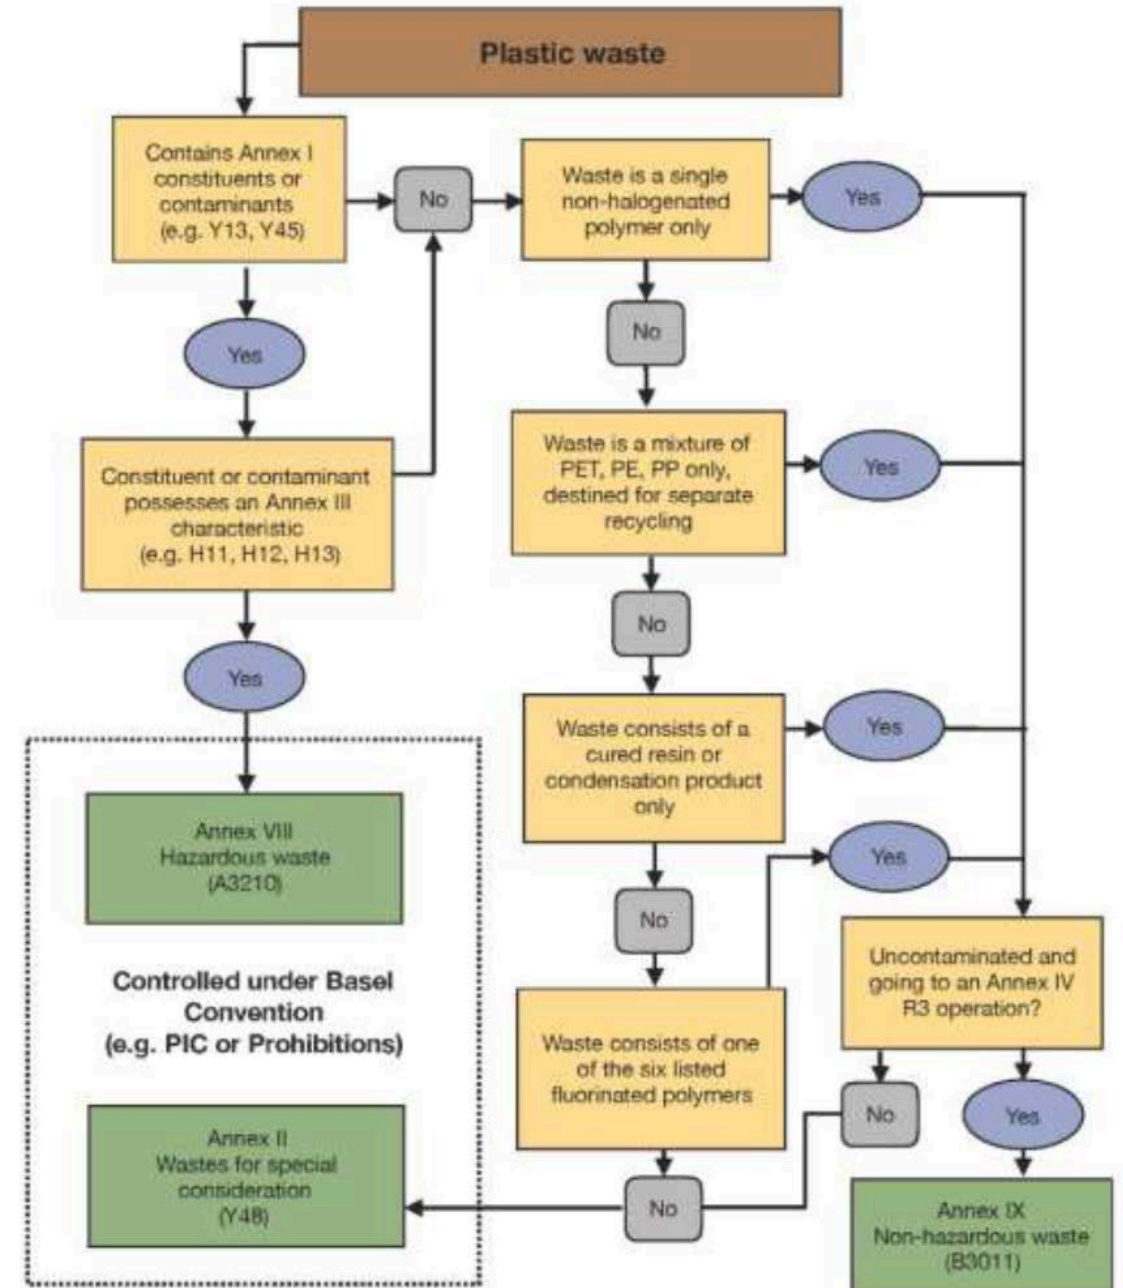 Plastic waste
Contains Annex I
constituents or
contaminants
(e.g. Y13, Y45)
No
Waste is a single
non-halogenated
polymer only
Yes
Yes
No
Constituent or contaminant
possesses an Annex III
characteristic
(e.g. H11, H12, H13)
Waste is a mixture of
PET, PE, PP only,
destined for separate
recycling
Yes
No
Yes
Waste consists of a
cured resin or
condensation product
only
Yes
Annex VIII
Hazardous waste
(A3210)
Yes
No
Controlled under Basel
Convention
(e.g. PIC or Prohibitions)
Uncontaminated and
going to an Annex IV
R3 operation?
Waste consists of one
of the six listed
fluorinated polymers
No
Yes
Annex II
Wastes for special
consideration
(Y48)
No
Annex IX
Non-hazardous waste
(B3011)